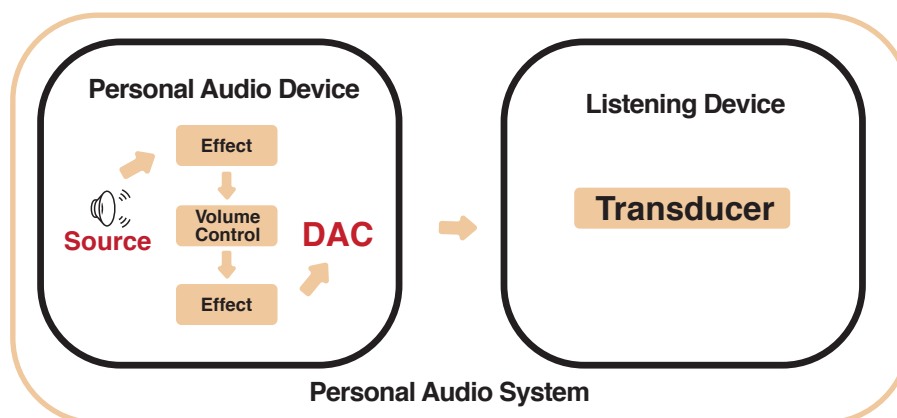 Personal Audio Device
Effect
Source
Volume
Control
DAC
Effect
Listening Device
Transducer
Personal Audio System